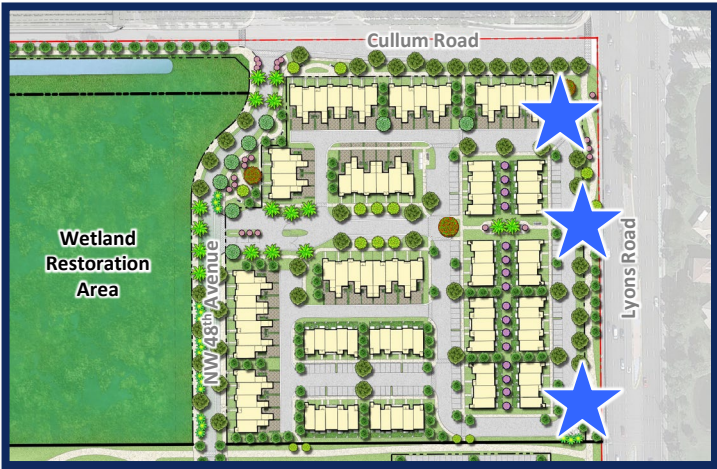 Cullum Road
Wetland
Restoration
Area
NW 48th Avenue
Lyons Road